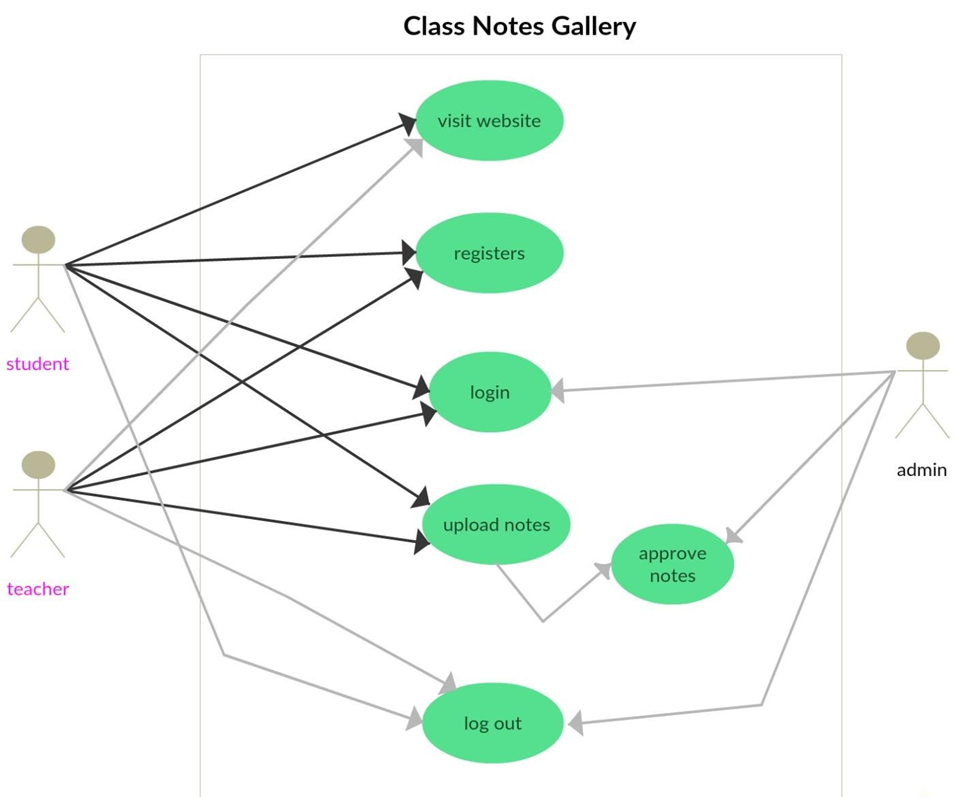 Class Notes Gallery
visit website
registers
student
login
admin
upload notes
approve
notes
teacher
log out